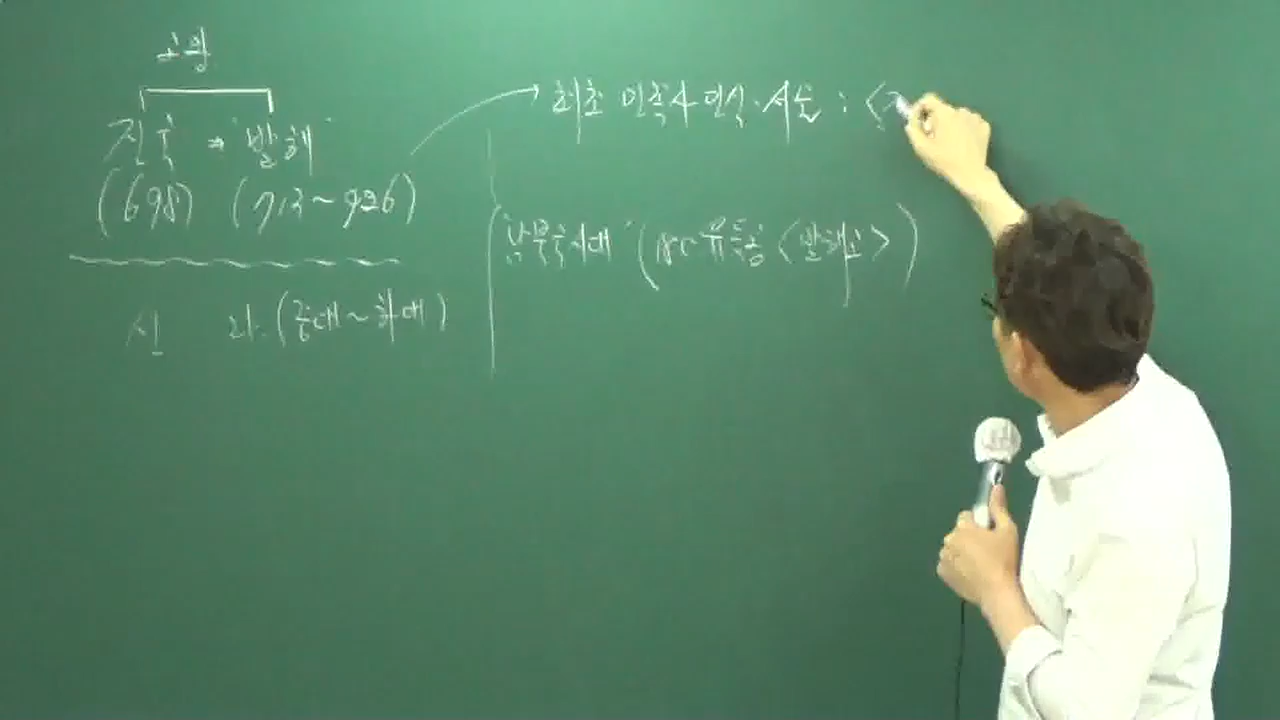 고왕
진국 → "발해"
(698) (713~926)
신 라 (중대~하대)
최초 민족사 인식·서술 : <
"남북국시대" (18C 유득공 <발해고>)